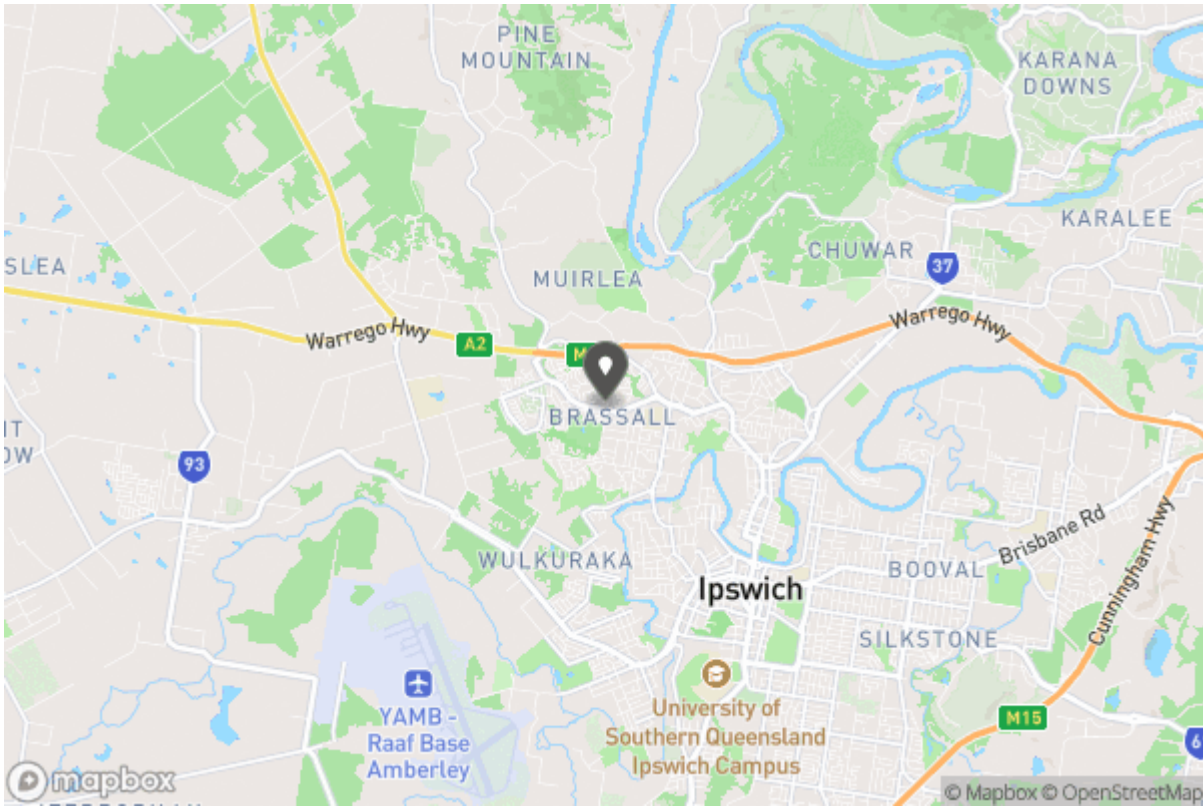 PINE
MOUNTAIN
KARANA
DOWNS
KARALEE
CHUWAR
37
SLEA
MUIRLEA
Warrego Hwy
Warrego Hwy
A2
M
BRASSALL
OW
93
WULKURAKA
Ipswich
BOOVAL
Brisbane Rd
Cunningham Hwy
SILKSTONE
University of
Southern Queensland
Ipswich Campus
YAMB -
Raaf Base
Amberley
M15
6
mapbox
© Mapbox © OpenStreetMap